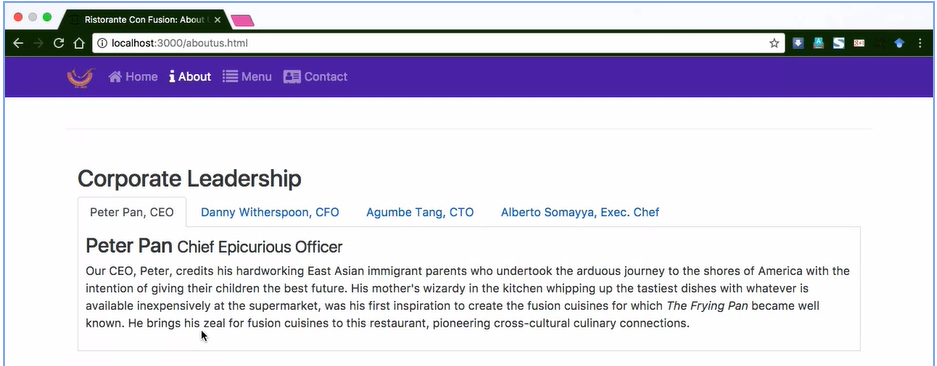 Ristorante Con Fusion: About
localhost:3000/aboutus.html
Home About Menu Contact
Corporate Leadership
Peter Pan, CEO Danny Witherspoon, CFO Agumbe Tang, CTO Alberto Somayya, Exec. Chef
Peter Pan Chief Epicurious Officer
Our CEO, Peter, credits his hardworking East Asian immigrant parents who undertook the arduous journey to the shores of America with the
intention of giving their children the best future. His mother's wizardy in the kitchen whipping up the tastiest dishes with whatever is
available inexpensively at the supermarket, was his first inspiration to create the fusion cuisines for which The Frying Pan became well
known. He brings his zeal for fusion cuisines to this restaurant, pioneering cross-cultural culinary connections.